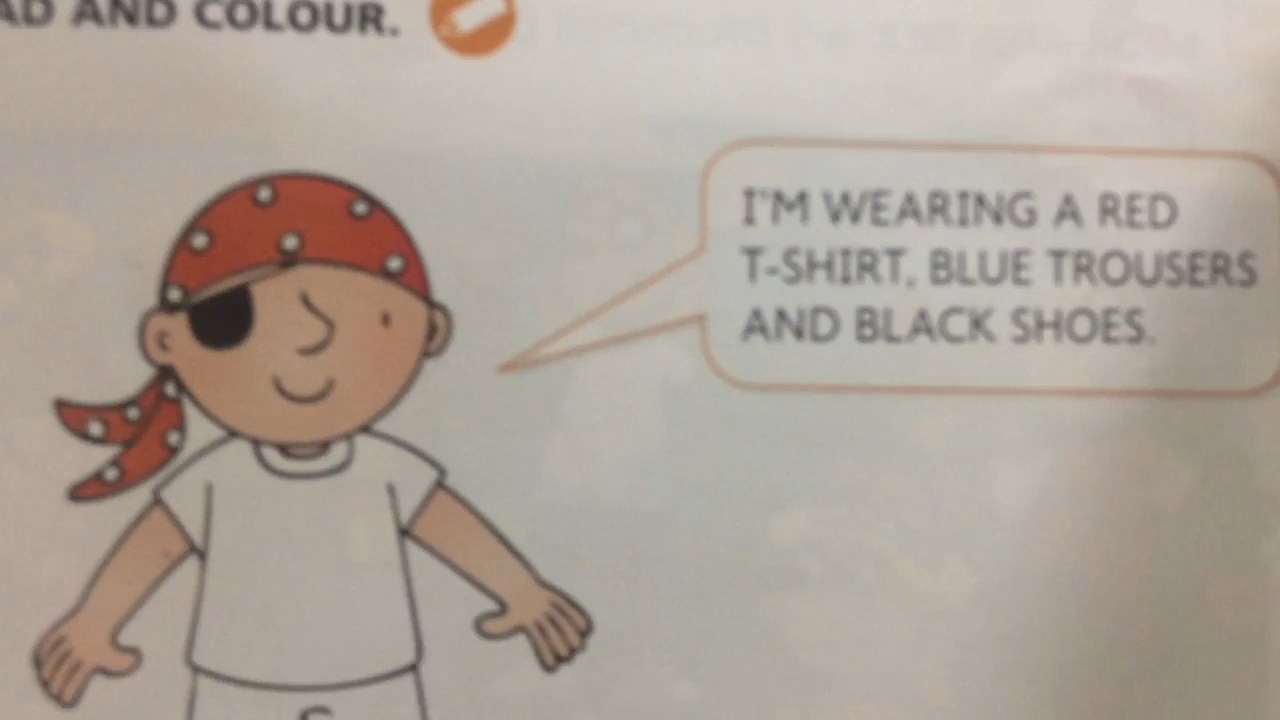 AD AND COLOUR.
I'M WEARING A RED
T-SHIRT, BLUE TROUSERS
AND BLACK SHOES.